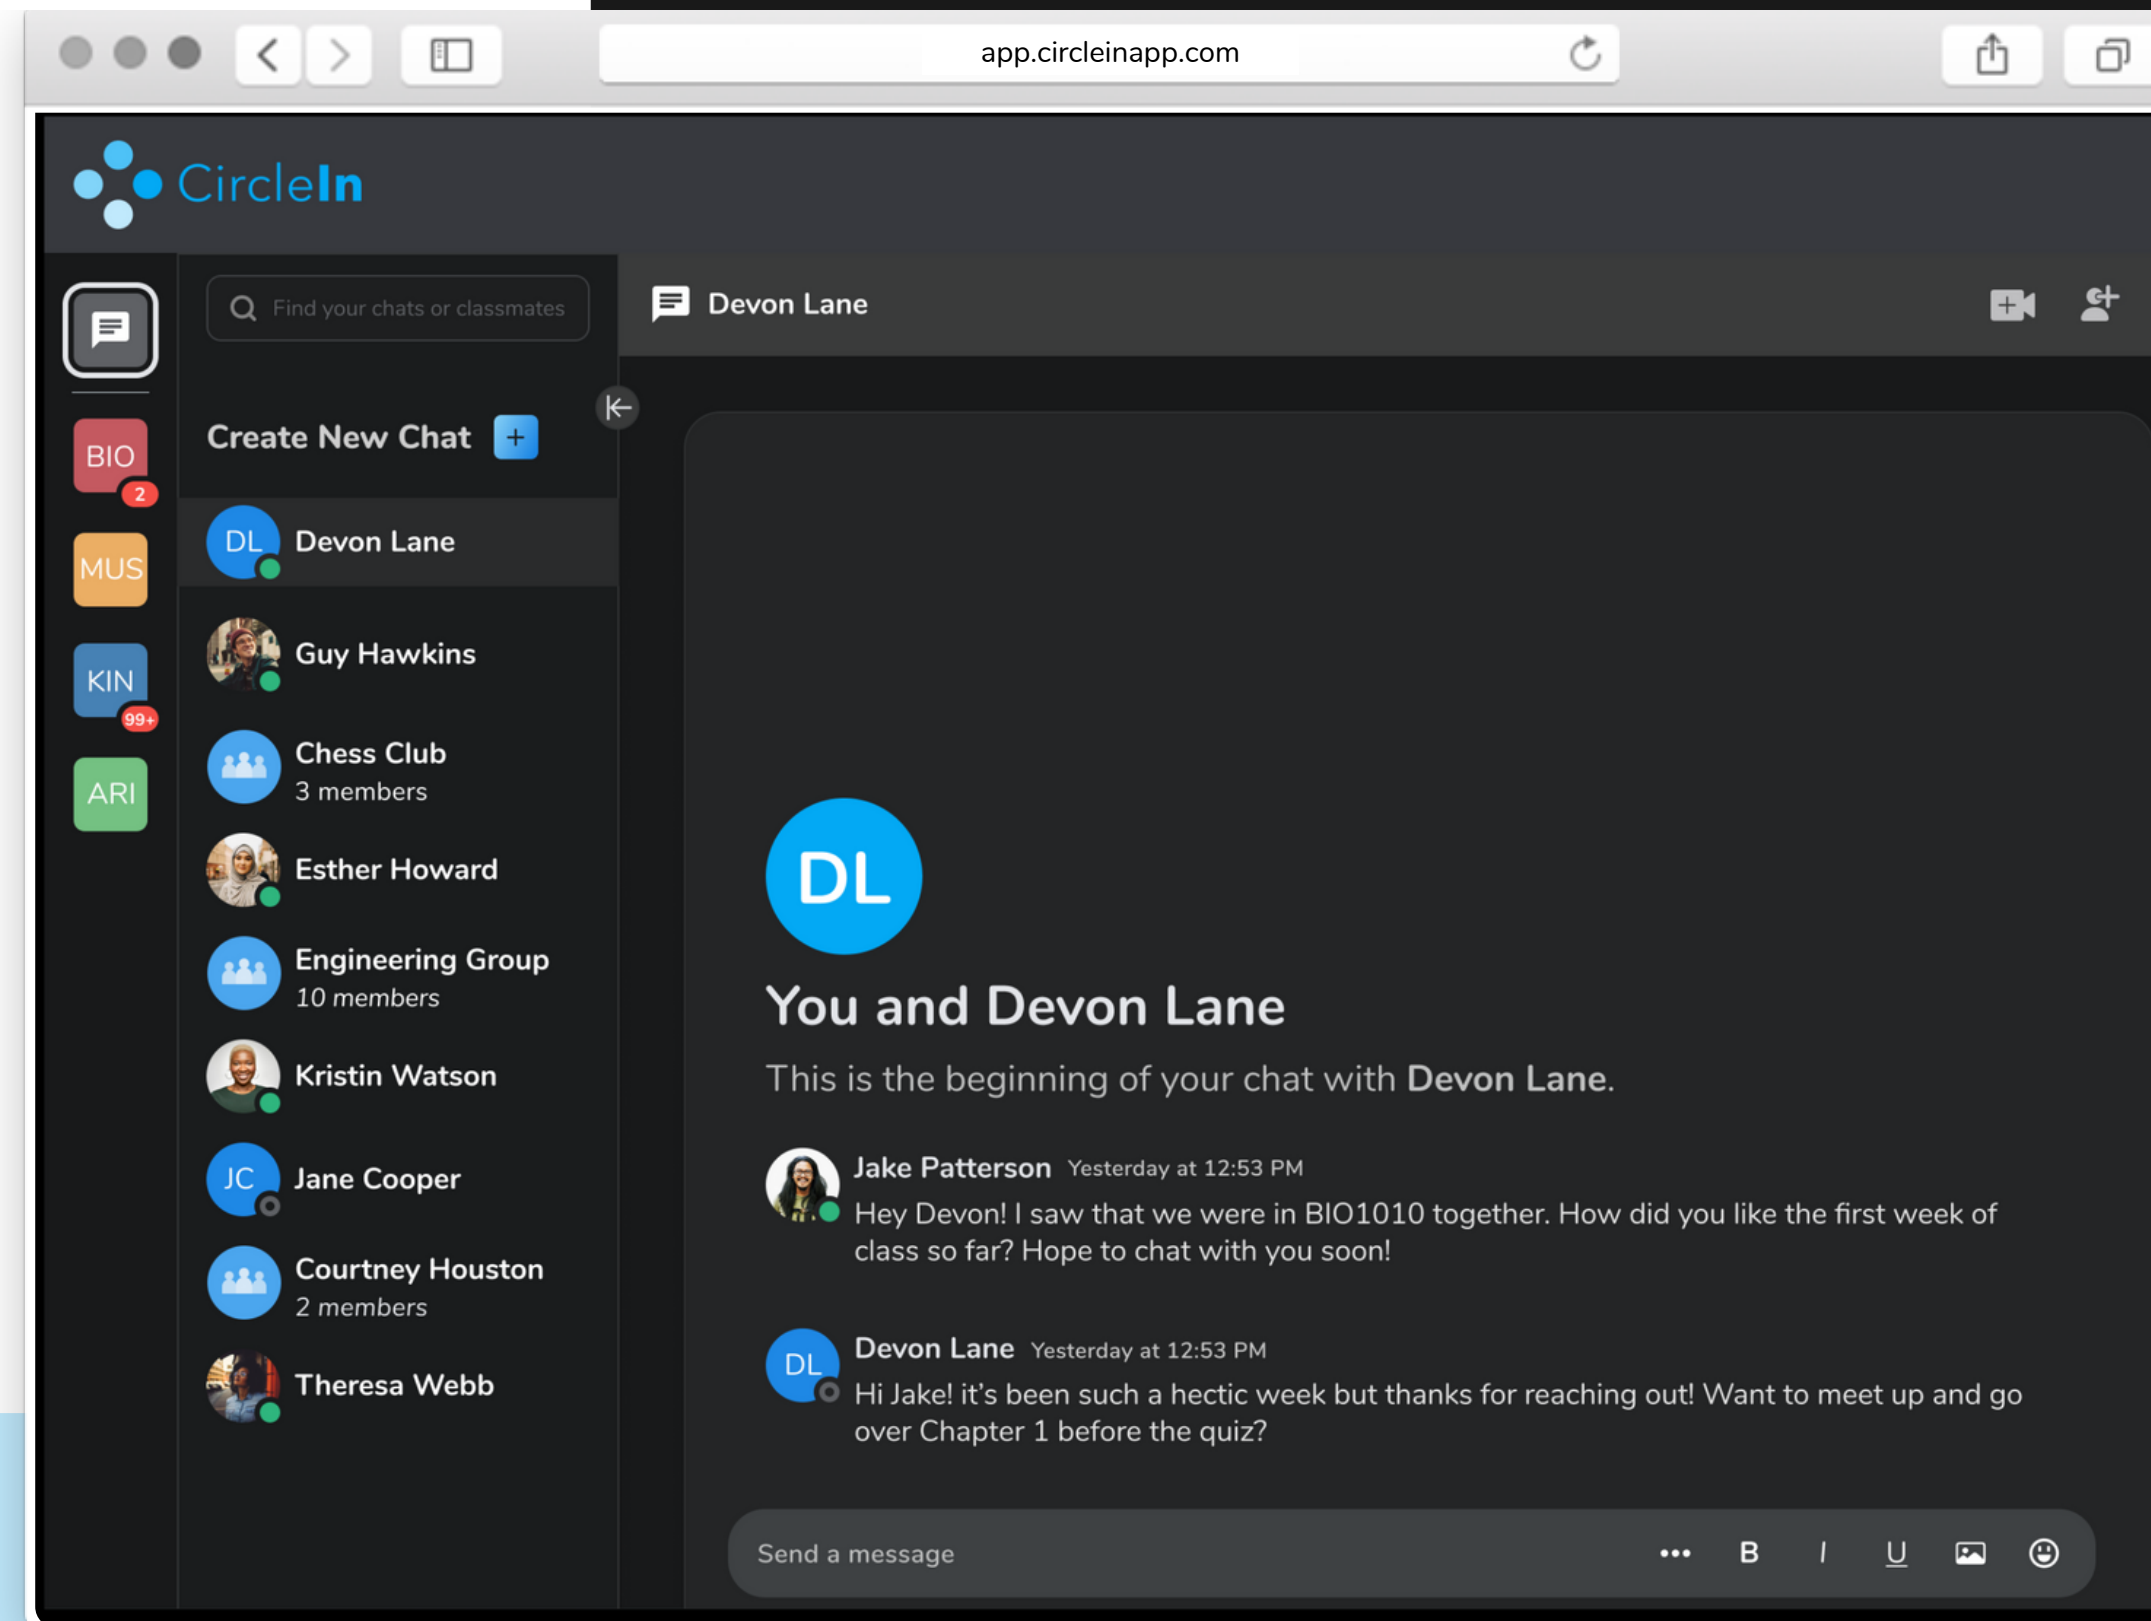 app.circleinapp.com
CircleIn
Find your chats or classmates
Create New Chat +
BIO
2
MUS
KIN
99+
ARI
DL Devon Lane
Guy Hawkins
Chess Club
3 members
Esther Howard
Engineering Group
10 members
Kristin Watson
JC Jane Cooper
Courtney Houston
2 members
Theresa Webb
Devon Lane
DL
You and Devon Lane
This is the beginning of your chat with Devon Lane.
Jake Patterson Yesterday at 12:53 PM
Hey Devon! I saw that we were in BIO1010 together. How did you like the first week of
class so far? Hope to chat with you soon!
DL
Devon Lane Yesterday at 12:53 PM
Hi Jake! it's been such a hectic week but thanks for reaching out! Want to meet up and go
over Chapter 1 before the quiz?
Send a message ••• B I U